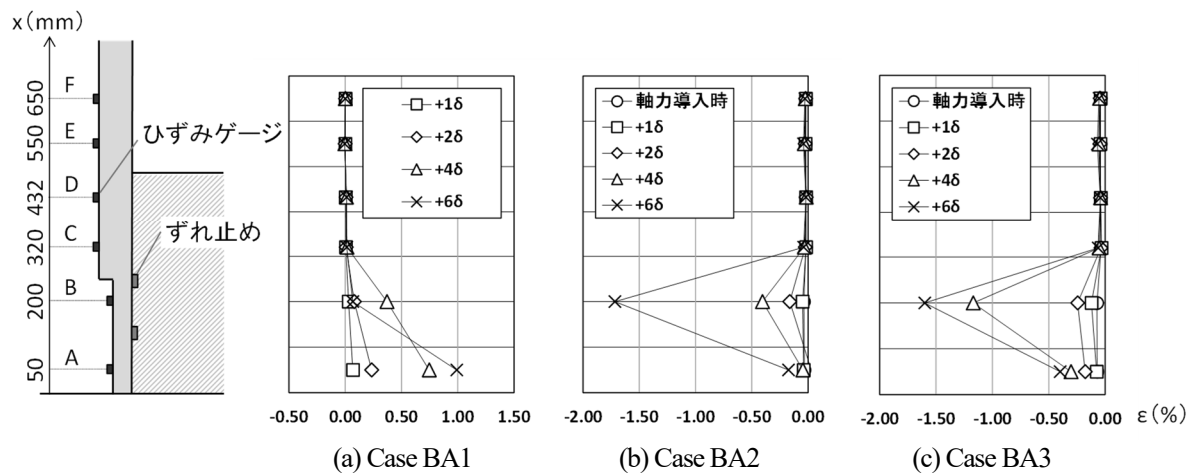 x(mm)
F
650
E
550
ひずみゲージ
D
432
C
320
ずれ止め
B
200
A
50
+1δ
+2δ
+4δ
+6δ
-0.50 0.00 0.50 1.00 1.50
(a) Case BA1
軸力導入時
+1δ
+2δ
+4δ
+6δ
-2.00 -1.50 -1.00 -0.50 0.00
(b) Case BA2
軸力導入時
+1δ
+2δ
+4δ
+6δ
-2.00 -1.50 -1.00 -0.50 0.00
ε(%)
(c) Case BA3